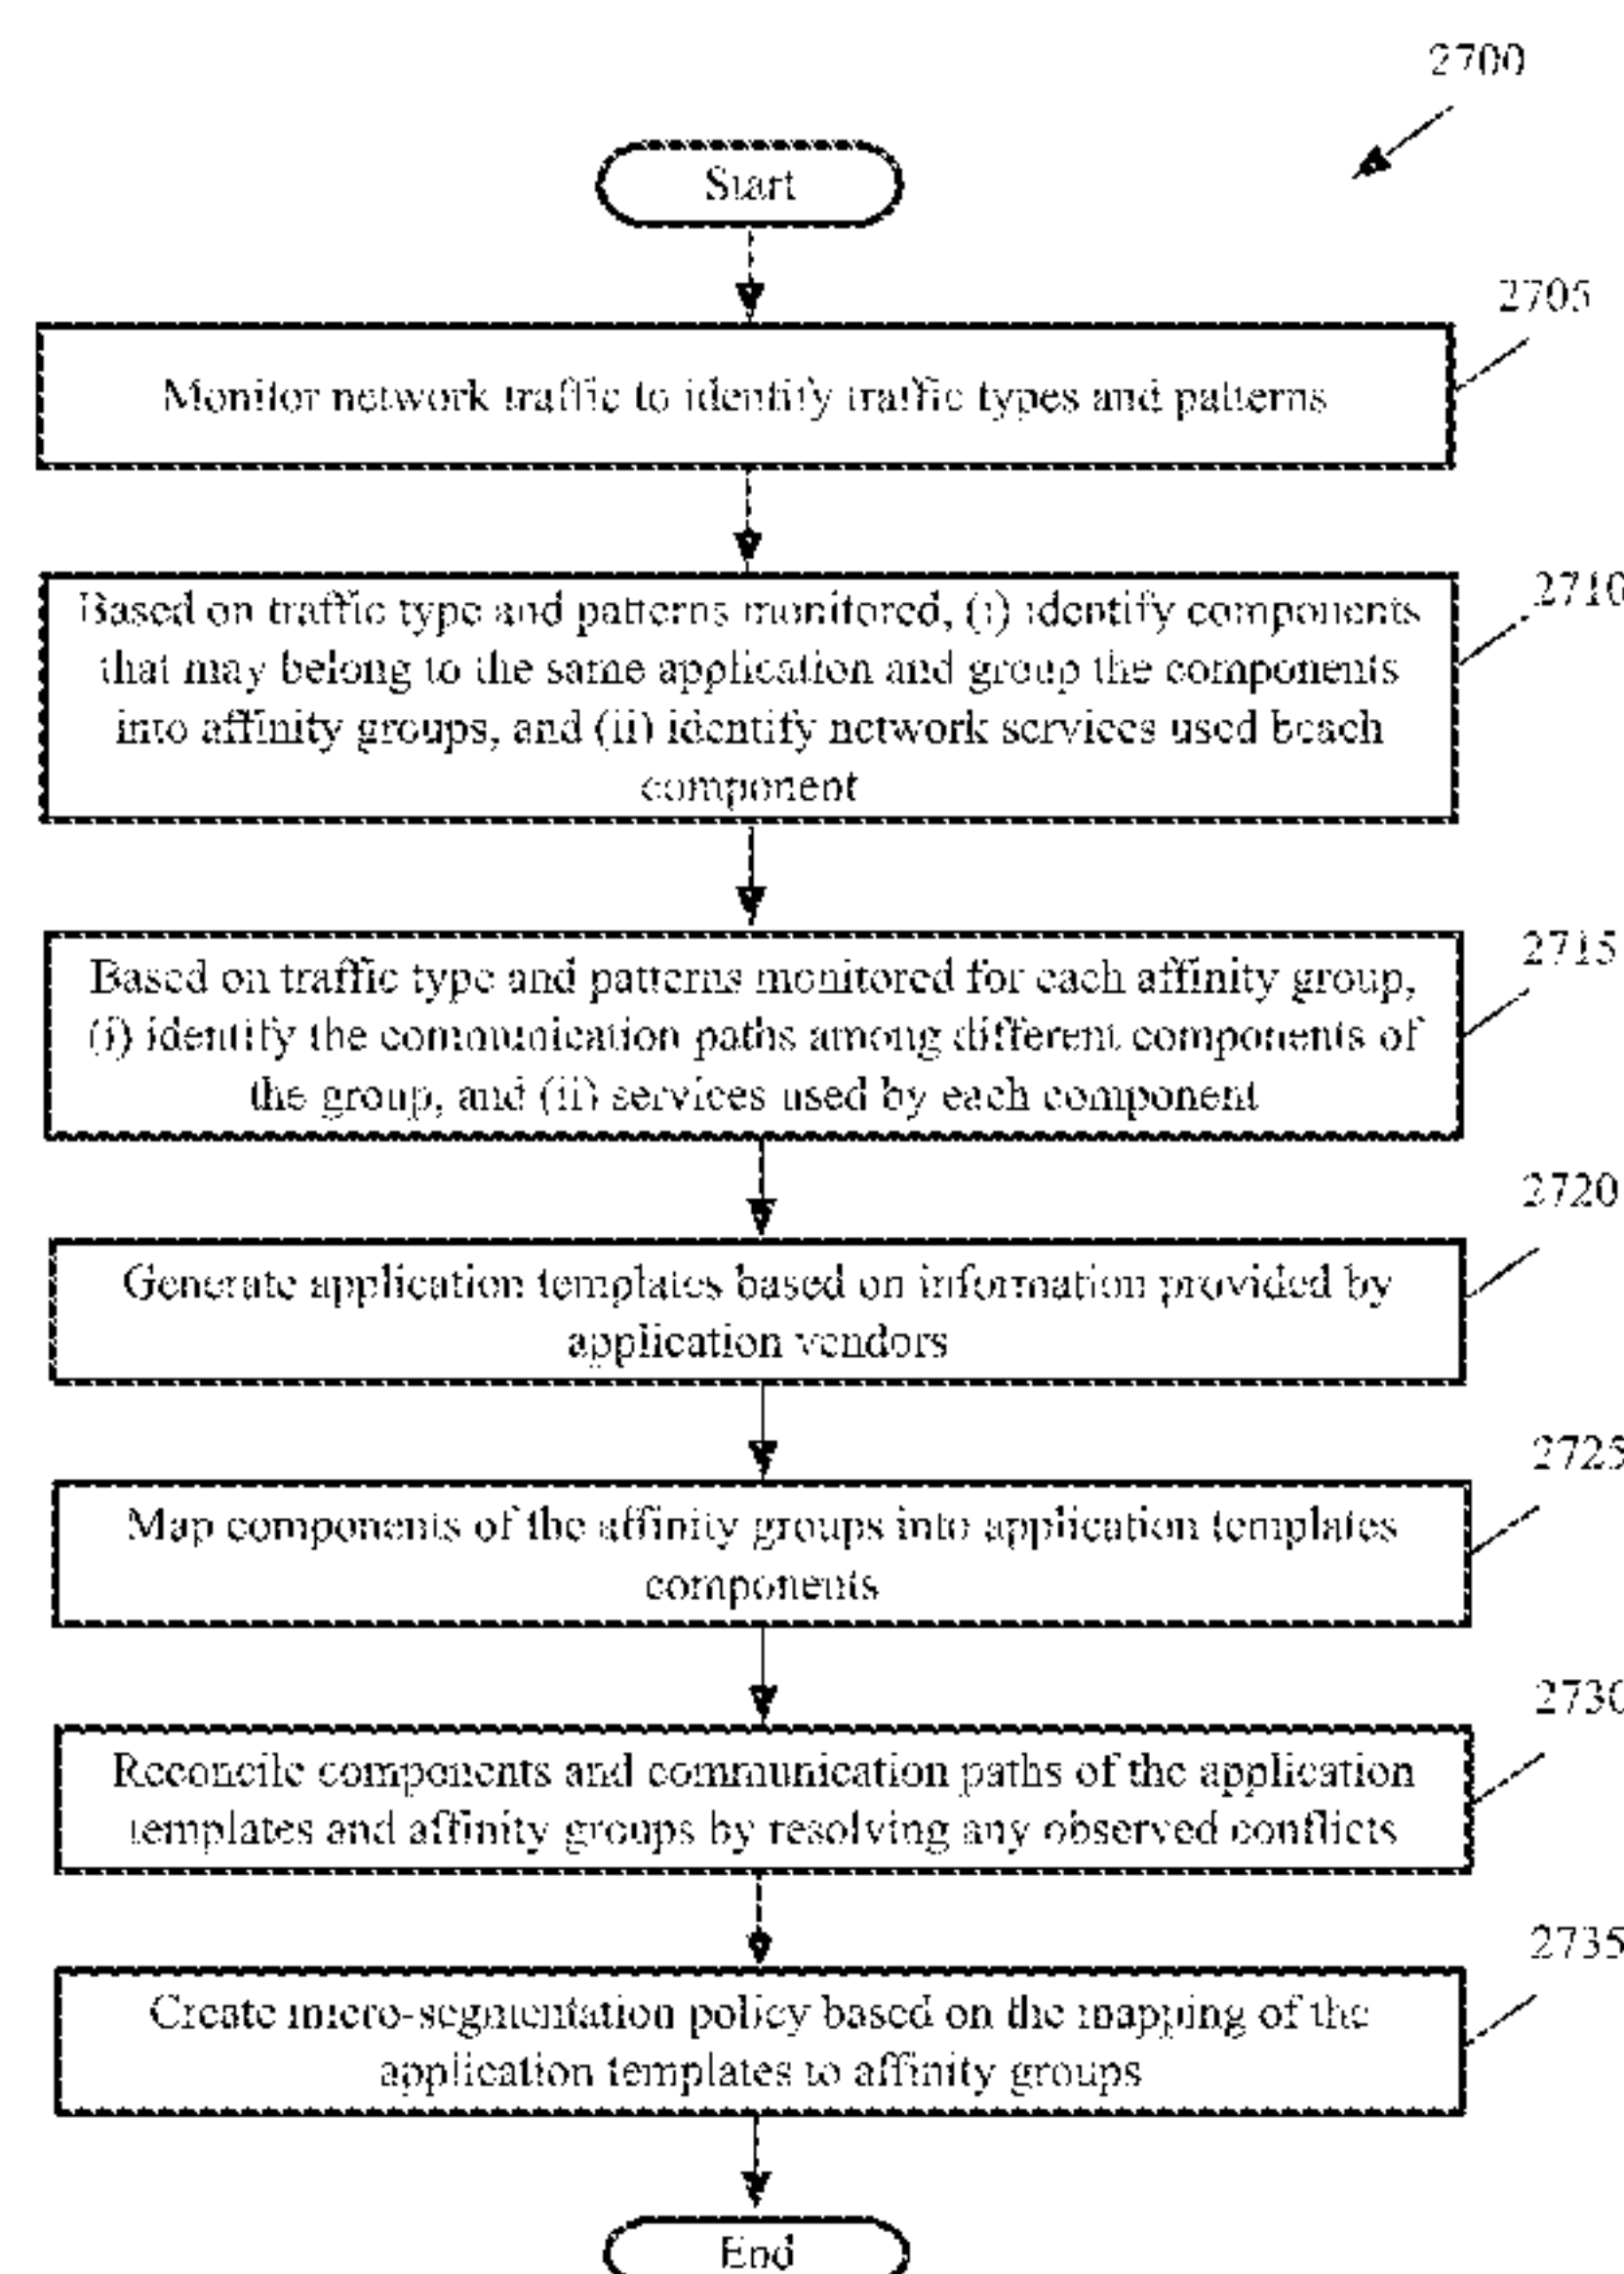 2700
Start
2705
Monitor network traffic to identify traffic types and patterns
2710
Based on traffic type and patterns monitored, (i) identify components
that may belong to the same application and group the components
into affinity groups, and (ii) identify network services used beach
component
2715
Based on traffic type and patterns monitored for each affinity group,
(i) identify the communication paths among different components of
the group, and (ii) services used by each component
2720
Generate application templates based on information provided by
application vendors
2725
Map components of the affinity groups into application templates
components
2730
Reconcile components and communication paths of the application
templates and affinity groups by resolving any observed conflicts
2735
Create micro-segmentation policy based on the mapping of the
application templates to affinity groups
End